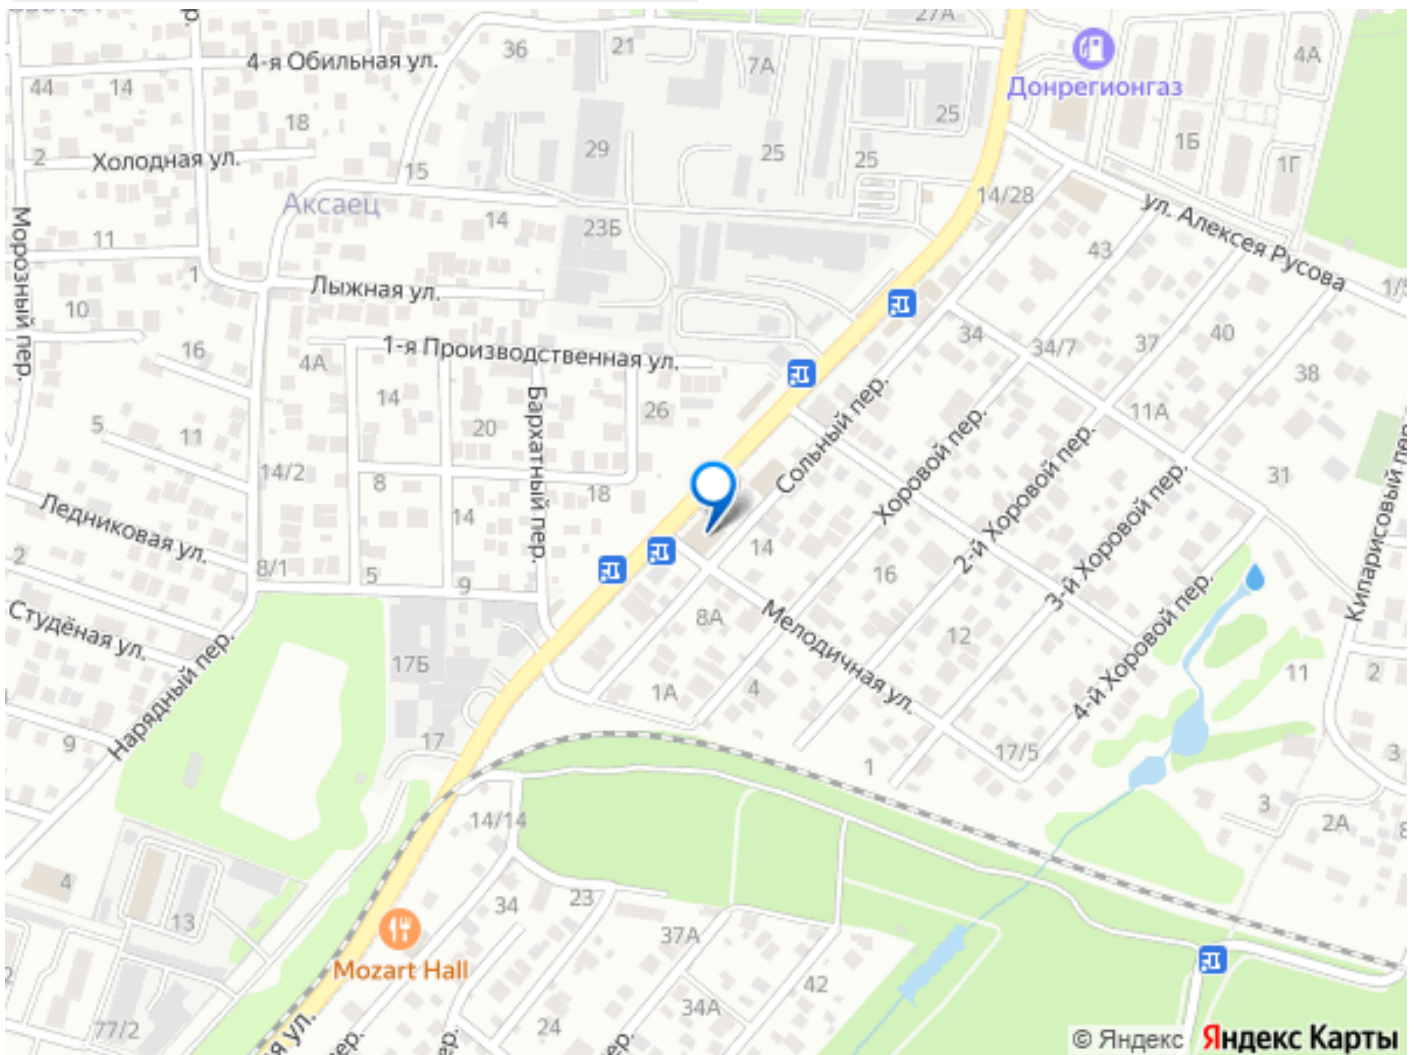 27А
36
21
4-я Обильная ул.
7А
4А
44
14
Донрегионгаз
18
25
29
25
25
1Б
2
Холодная ул.
15
1Г
Аксаец
14
14/28
ул. Алексея Русова
Морозный пер.
11
23Б
43
1
Лыжная ул.
10
34
37
40
16
4А
1-я Производственная ул.
34/7
38
14
26
Бархатный пер.
Сольный пер.
Хоровой пер.
11А
5
11
20
2-й Хоровой пер.
Кипарисовый пер.
14/2
8
18
3-й Хоровой пер.
31
Ледниковая ул.
14
14
2
8/1
5
9
16
4-й Хоровой пер.
Студёная ул.
8А
Мелодичная ул.
12
Нарядный пер.
17Б
1А
4
11
2
9
17
17/5
3
1
14/14
3
2А
4
34
23
13
37А
Mozart Hall
42
34А
77/2
24
© Яндекс Яндекс Карты